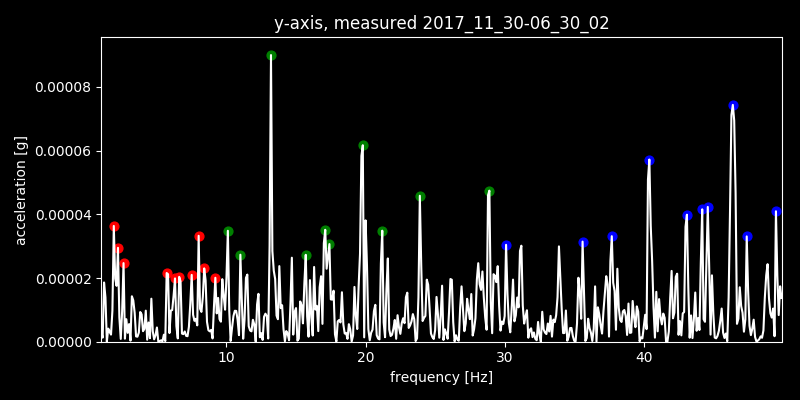 y-axis, measured 2017_11_30-06_30_02
0.00008
0.00006
0.00004
0.00002
0.00000
acceleration [g]
10 20 30 40
frequency [Hz]